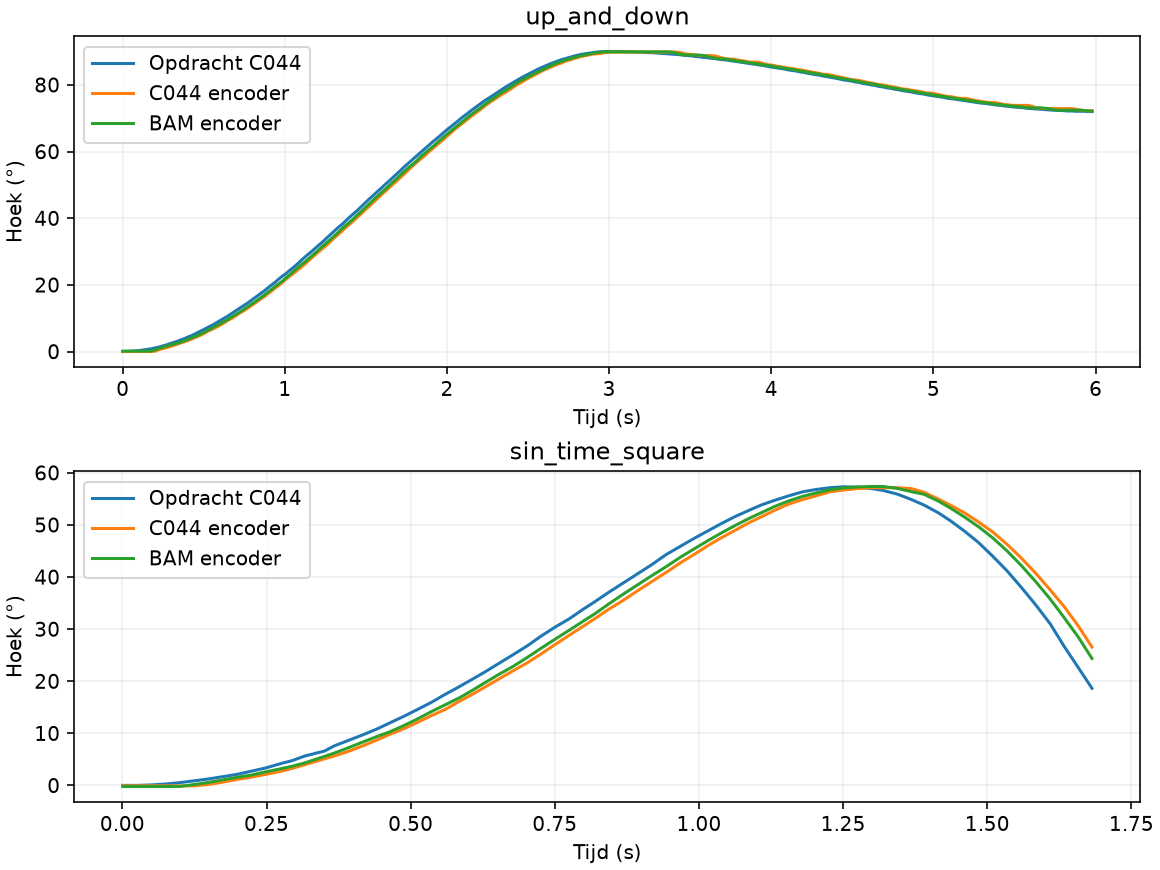 up_and_down
Opdracht C044
C044 encoder
BAM encoder
80
60
40
20
0
Hoek (°)
0 1 2 3 4 5 6
Tijd (s)
sin_time_square
Opdracht C044
C044 encoder
BAM encoder
60
50
40
30
20
10
0
Hoek (°)
0.00 0.25 0.50 0.75 1.00 1.25 1.50 1.75
Tijd (s)